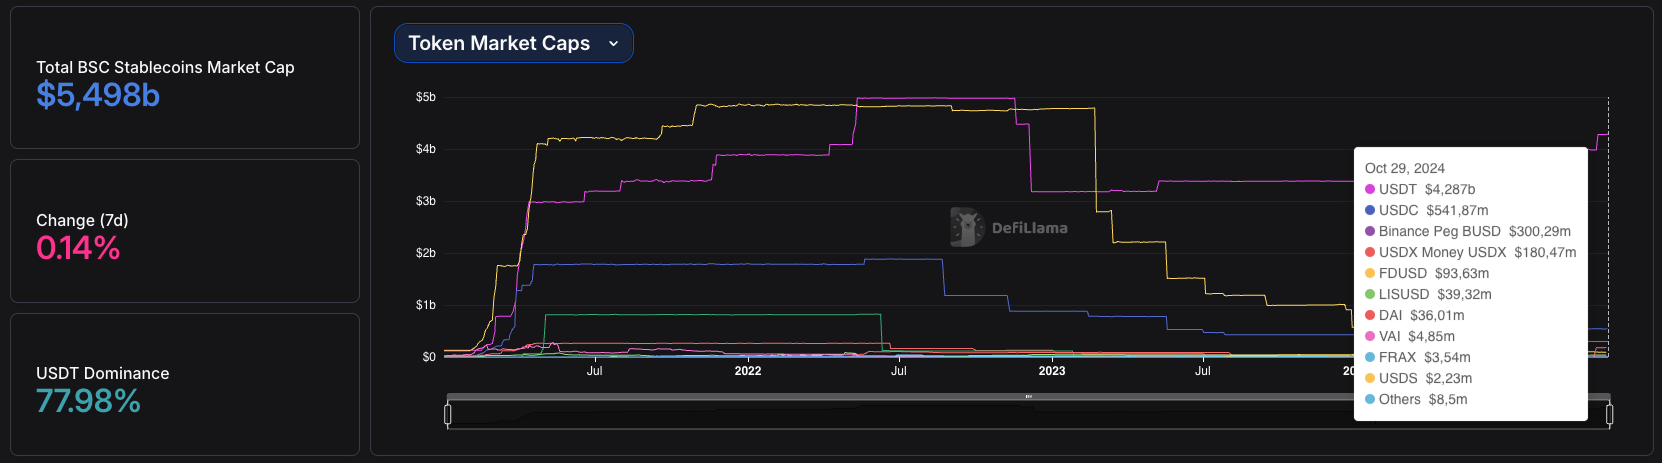 Total BSC Stablecoins Market Cap
$5,498b
Change (7d)
0.14%
USDT Dominance
77.98%
Token Market Caps
$5b
$4b
$3b
$2b
$1b
$0
DefiLlama
Jul
2022
Jul
2023
Jul
20
Oct 29, 2024
USDT $4,287b
USDC $541,87m
Binance Peg BUSD $300,29m
USDX Money USDX $180,47m
FDUSD $93,63m
LISUSD $39,32m
DAI $36,01m
VAI $4,85m
FRAX $3,54m
USDS $2,23m
Others $8,5m